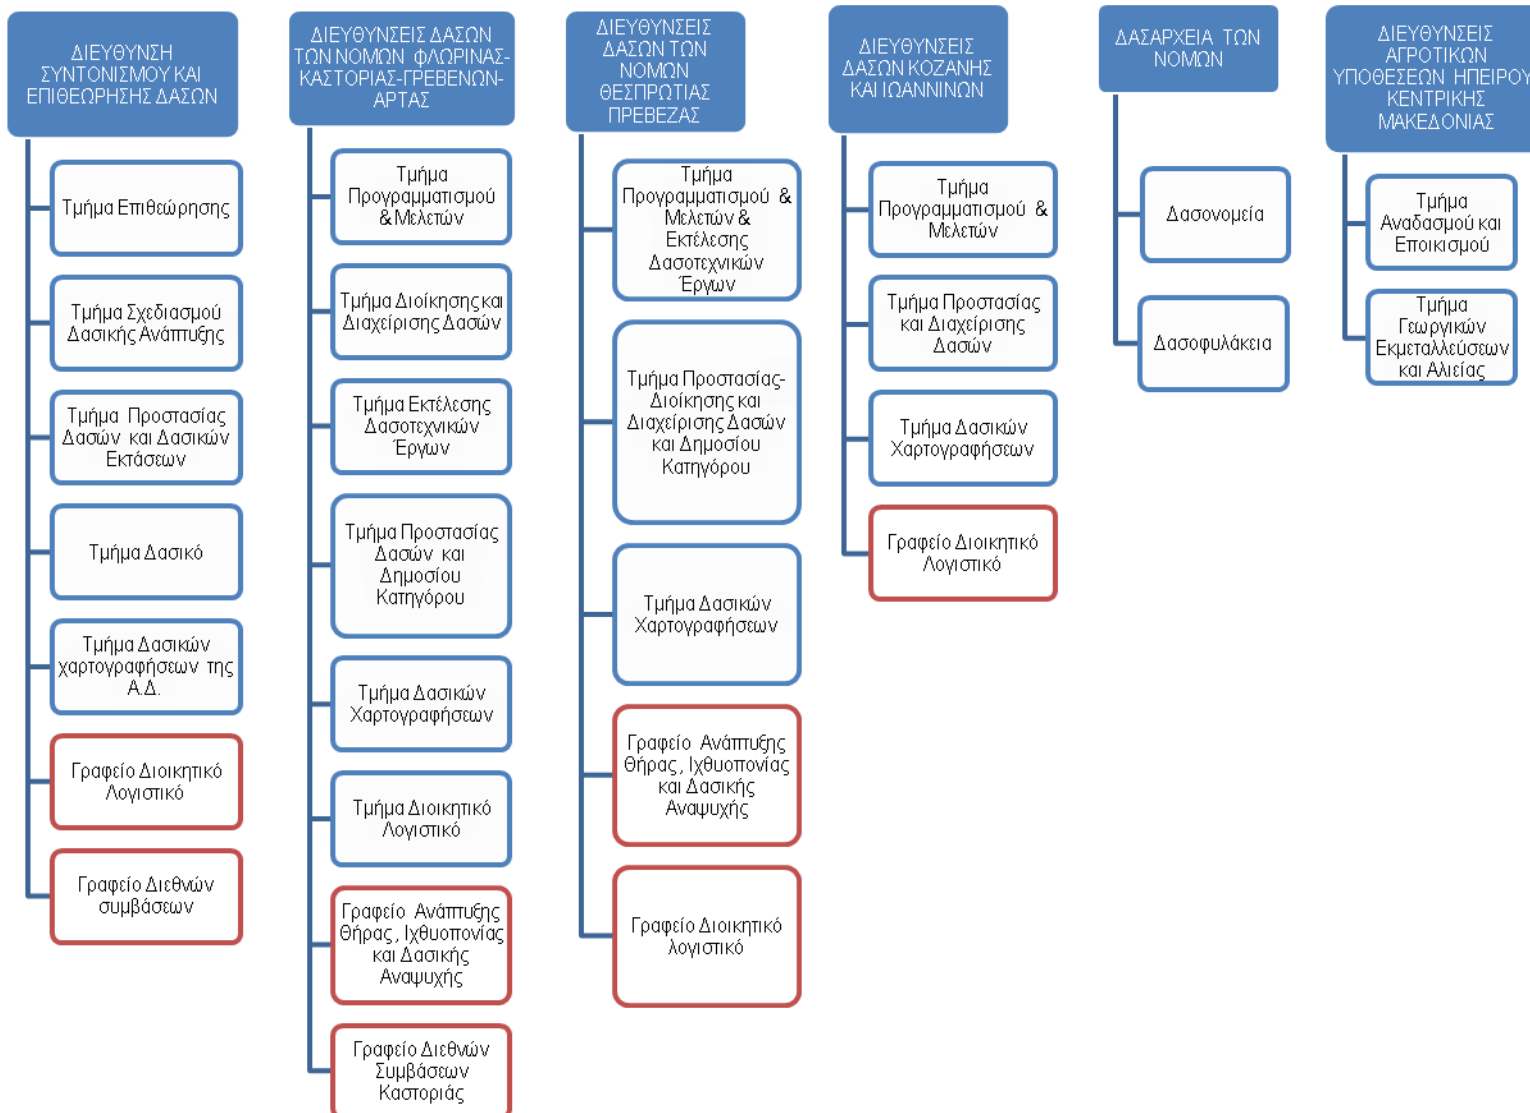 ΔΙΕΥΘΥΝΣΗ
ΣΥΝΤΟΝΙΣΜΟΥ ΚΑΙ
ΕΠΙΘΕΩΡΗΣΗΣ ΔΑΣΩΝ
Τμήμα Επιθεώρησης
Τμήμα Σχεδιασμού
Δασικής Ανάπτυξης
Τμήμα Προστασίας
Δασών και Δασικών
Εκτάσεων
Τμήμα Δασικό
Τμήμα Δασικών
χαρτογραφήσεων της
Α.Δ.
Γραφείο Διοικητικό
Λογιστικό
Γραφείο Διεθνών
συμβάσεων
ΔΙΕΥΘΥΝΣΕΙΣ ΔΑΣΩΝ
ΤΩΝ ΝΟΜΩΝ ΦΛΩΡΙΝΑΣ-
ΚΑΣΤΟΡΙΑΣ-ΓΡΕΒΕΝΩΝ-
ΑΡΤΑΣ
Τμήμα
Προγραμματισμού
& Μελετών
Τμήμα Διοίκησης και
Διαχείρισης Δασών
Τμήμα Εκτέλεσης
Δασοτεχνικών
Έργων
Τμήμα Προστασίας
Δασών και
Δημοσίου
Κατηγόρου
Τμήμα Δασικών
Χαρτογραφήσεων
Τμήμα Διοικητικό
Λογιστικό
Γραφείο Ανάπτυξης
Θήρας, Ιχθυοπονίας
και Δασικής
Αναψυχής
Γραφείο Διεθνών
Συμβάσεων
Καστοριάς
ΔΙΕΥΘΥΝΣΕΙΣ
ΔΑΣΩΝ ΤΩΝ
ΝΟΜΩΝ
ΘΕΣΠΡΩΤΙΑΣ
ΠΡΕΒΕΖΑΣ
Τμήμα
Προγραμματισμού &
Μελετών &
Εκτέλεσης
Δασοτεχνικών
Έργων
Τμήμα Προστασίας-
Διοίκησης και
Διαχείρισης Δασών
και Δημοσίου
Κατηγόρου
Τμήμα Δασικών
Χαρτογραφήσεων
Γραφείο Ανάπτυξης
Θήρας, Ιχθυοπονίας
και Δασικής
Αναψυχής
Γραφείο Διοικητικό
λογιστικό
ΔΙΕΥΘΥΝΣΕΙΣ
ΔΑΣΩΝ ΚΟΖΑΝΗΣ
ΚΑΙ ΙΩΑΝΝΙΝΩΝ
Τμήμα
Προγραμματισμού &
Μελετών
Τμήμα Προστασίας
και Διαχείρισης
Δασών
Τμήμα Δασικών
Χαρτογραφήσεων
Γραφείο Διοικητικό
Λογιστικό
ΔΑΣΑΡΧΕΙΑ ΤΩΝ
ΝΟΜΩΝ
Δασονομεία
Δασοφυλάκεια
ΔΙΕΥΘΥΝΣΕΙΣ
ΑΓΡΟΤΙΚΩΝ
ΥΠΟΘΕΣΕΩΝ ΗΠΕΙΡΟΥ
ΚΕΝΤΡΙΚΗΣ
ΜΑΚΕΔΟΝΙΑΣ
Τμήμα
Αναδασμού και
Εποικισμού
Τμήμα
Γεωργικών
Εκμεταλλεύσεων
και Αλιείας